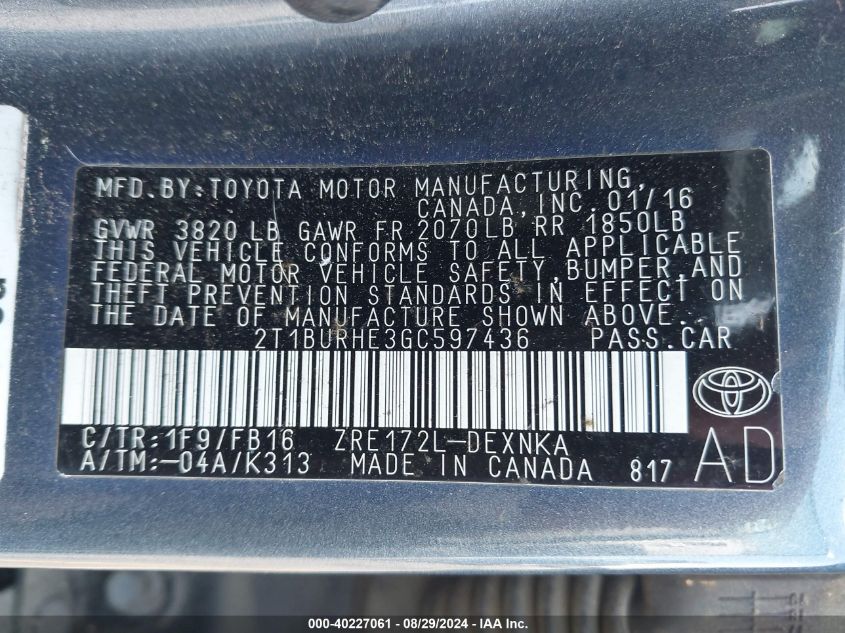 MFD.BY:TOYOTA MOTOR MANUFACTURING,
CANADA,INC. 01/16
GVWR 3820 LB GAWR FR 2070LB RR 1850LB
THIS VEHICLE CONFORMS TO ALL APPLICABLE
FEDERAL MOTOR VEHICLE SAFETY,BUMPER,AND
THEFT PREVENTION STANDARDS IN EFFECT ON
THE DATE OF MANUFACTURE SHOWN ABOVE.
2T1BURHE3GC597436 PASS.CAR
C/TR:1F9/FB16 ZRE172L-DEXNKA
A/TM:-04A/K313 MADE IN CANADA 817 AD
000-40227061 - 08/29/2024 - IAAI.com